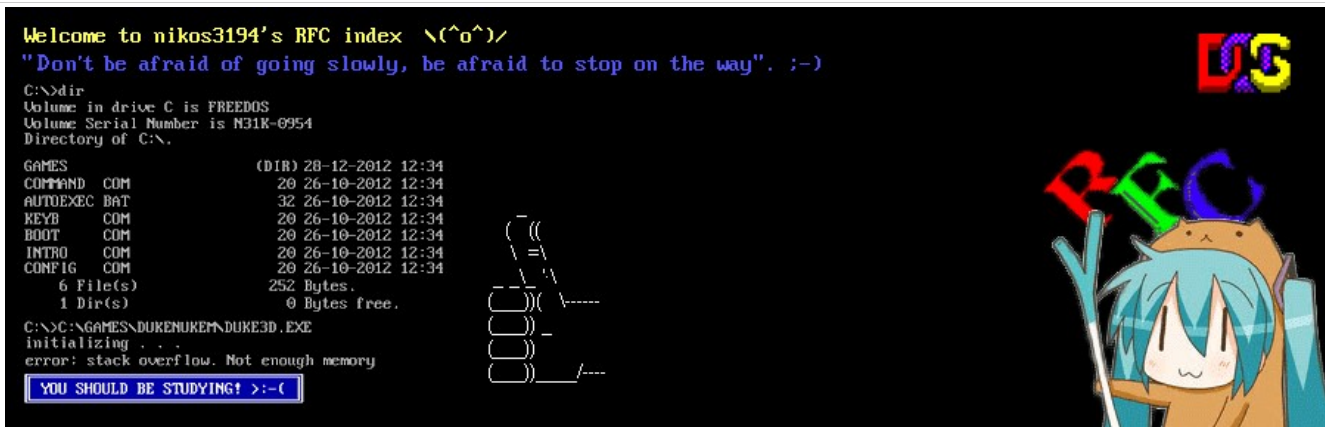 Welcome to nikos3194's RFC index \(^o^)/
"Don't be afraid of going slowly, be afraid to stop on the way". ;-)
C:\>dir
Volume in drive C is FREEDOS
Volume Serial Number is N31K-0954
Directory of C:\.
GAMES (DIR) 28-12-2012 12:34
COMMAND COM 20 26-10-2012 12:34
AUTOEXEC BAT 32 26-10-2012 12:34
KEYB COM 20 26-10-2012 12:34
BOOT COM 20 26-10-2012 12:34
INTRO COM 20 26-10-2012 12:34
CONFIG COM 20 26-10-2012 12:34
6 File(s) 252 Bytes.
1 Dir(s) 0 Bytes free.
C:\>C:\GAMES\DUKENUKEM\DUKE3D.EXE
initializing . . .
error: stack overflow. Not enough memory
YOU SHOULD BE STUDYING! >:-(
DOS
RFC